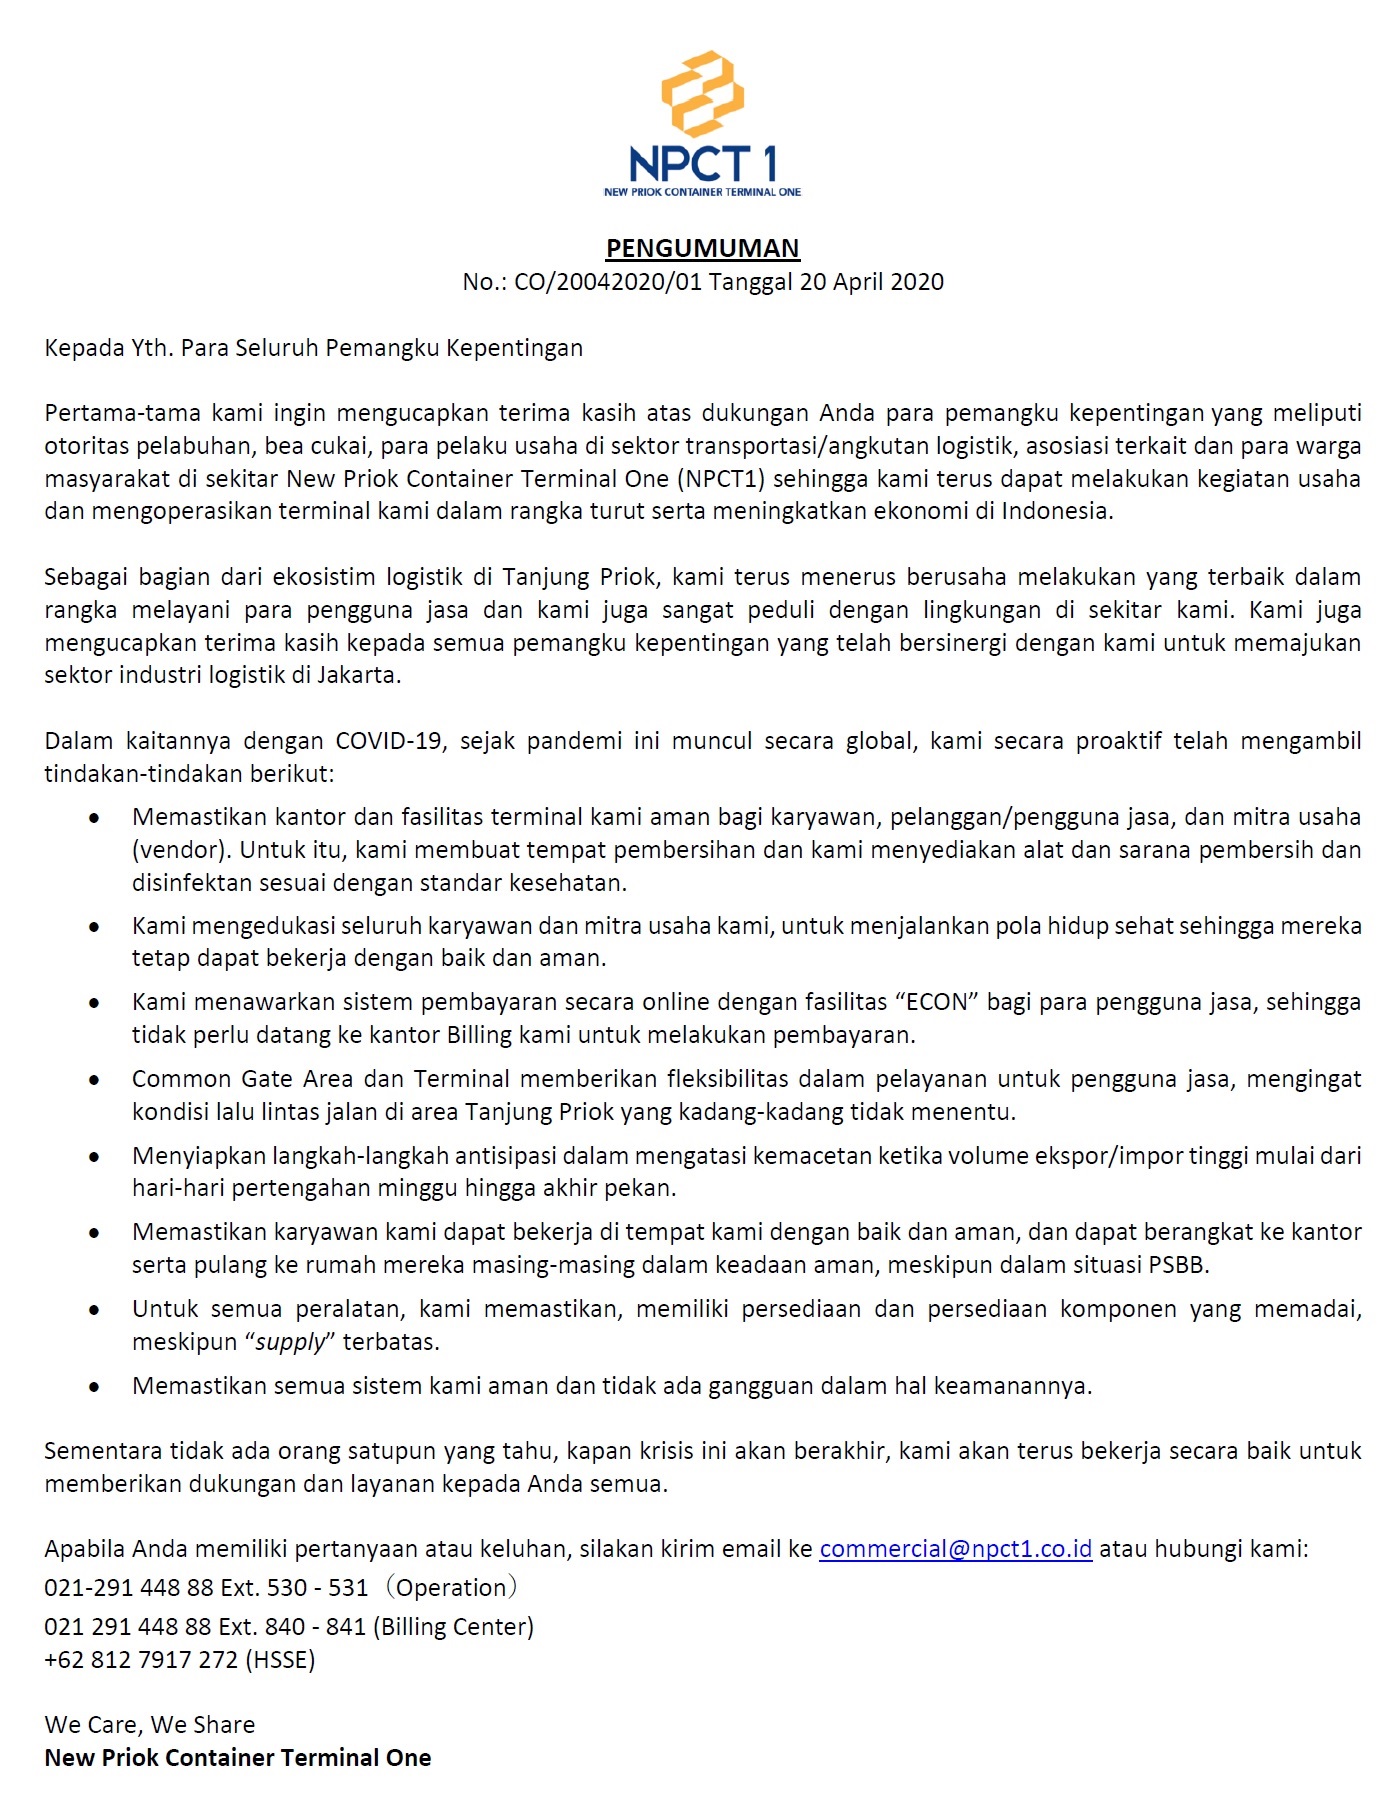 NPCT 1
NEW PRIOK CONTAINER TERMINAL ONE
PENGUMUMAN
No.: CO/20042020/01 Tanggal 20 April 2020
Kepada Yth. Para Seluruh Pemangku Kepentingan
Pertama-tama kami ingin mengucapkan terima kasih atas dukungan Anda para pemangku kepentingan yang meliputi
otoritas pelabuhan, bea cukai, para pelaku usaha di sektor transportasi/angkutan logistik, asosiasi terkait dan para warga
masyarakat di sekitar New Priok Container Terminal One (NPCT1) sehingga kami terus dapat melakukan kegiatan usaha
dan mengoperasikan terminal kami dalam rangka turut serta meningkatkan ekonomi di Indonesia.
Sebagai bagian dari ekosistim logistik di Tanjung Priok, kami terus menerus berusaha melakukan yang terbaik dalam
rangka melayani para pengguna jasa dan kami juga sangat peduli dengan lingkungan di sekitar kami. Kami juga
mengucapkan terima kasih kepada semua pemangku kepentingan yang telah bersinergi dengan kami untuk memajukan
sektor industri logistik di Jakarta.
Dalam kaitannya dengan COVID-19, sejak pandemi ini muncul secara global, kami secara proaktif telah mengambil
tindakan-tindakan berikut:
• Memastikan kantor dan fasilitas terminal kami aman bagi karyawan, pelanggan/pengguna jasa, dan mitra usaha
(vendor). Untuk itu, kami membuat tempat pembersihan dan kami menyediakan alat dan sarana pembersih dan
disinfektan sesuai dengan standar kesehatan.
• Kami mengedukasi seluruh karyawan dan mitra usaha kami, untuk menjalankan pola hidup sehat sehingga mereka
tetap dapat bekerja dengan baik dan aman.
• Kami menawarkan sistem pembayaran secara online dengan fasilitas “ECON” bagi para pengguna jasa, sehingga
tidak perlu datang ke kantor Billing kami untuk melakukan pembayaran.
• Common Gate Area dan Terminal memberikan fleksibilitas dalam pelayanan untuk pengguna jasa, mengingat
kondisi lalu lintas jalan di area Tanjung Priok yang kadang-kadang tidak menentu.
• Menyiapkan langkah-langkah antisipasi dalam mengatasi kemacetan ketika volume ekspor/impor tinggi mulai dari
hari-hari pertengahan minggu hingga akhir pekan.
• Memastikan karyawan kami dapat bekerja di tempat kami dengan baik dan aman, dan dapat berangkat ke kantor
serta pulang ke rumah mereka masing-masing dalam keadaan aman, meskipun dalam situasi PSBB.
• Untuk semua peralatan, kami memastikan, memiliki persediaan dan persediaan komponen yang memadai,
meskipun “supply” terbatas.
• Memastikan semua sistem kami aman dan tidak ada gangguan dalam hal keamanannya.
Sementara tidak ada orang satupun yang tahu, kapan krisis ini akan berakhir, kami akan terus bekerja secara baik untuk
memberikan dukungan dan layanan kepada Anda semua.
Apabila Anda memiliki pertanyaan atau keluhan, silakan kirim email ke commercial@npct1.co.id atau hubungi kami:
021-291 448 88 Ext. 530 - 531（Operation）
021 291 448 88 Ext. 840 - 841 (Billing Center)
+62 812 7917 272 (HSSE)
We Care, We Share
New Priok Container Terminal One